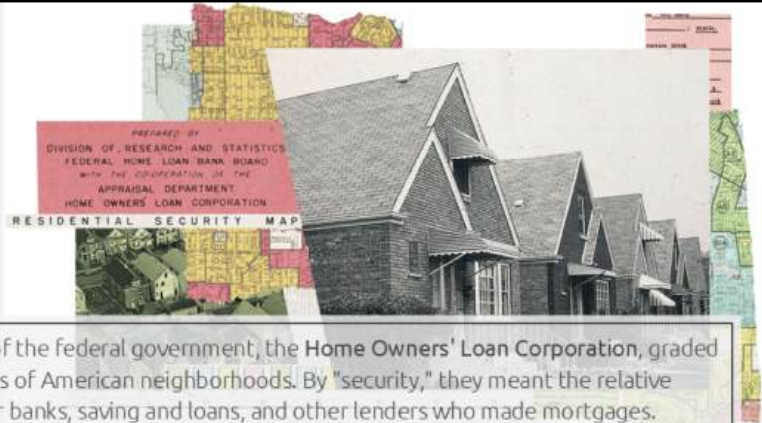 PREPARED BY
DIVISION OF RESEARCH AND STATISTICS
FEDERAL HOME LOAN BANK BOARD
WITH THE CO-OPERATION OF THE
APPRAISAL DEPARTMENT
HOME OWNERS' LOAN CORPORATION
RESIDENTIAL SECURITY MAP
of the federal government, the Home Owners' Loan Corporation, graded
s of American neighborhoods. By "security," they meant the relative
r banks, saving and loans, and other lenders who made mortgages.